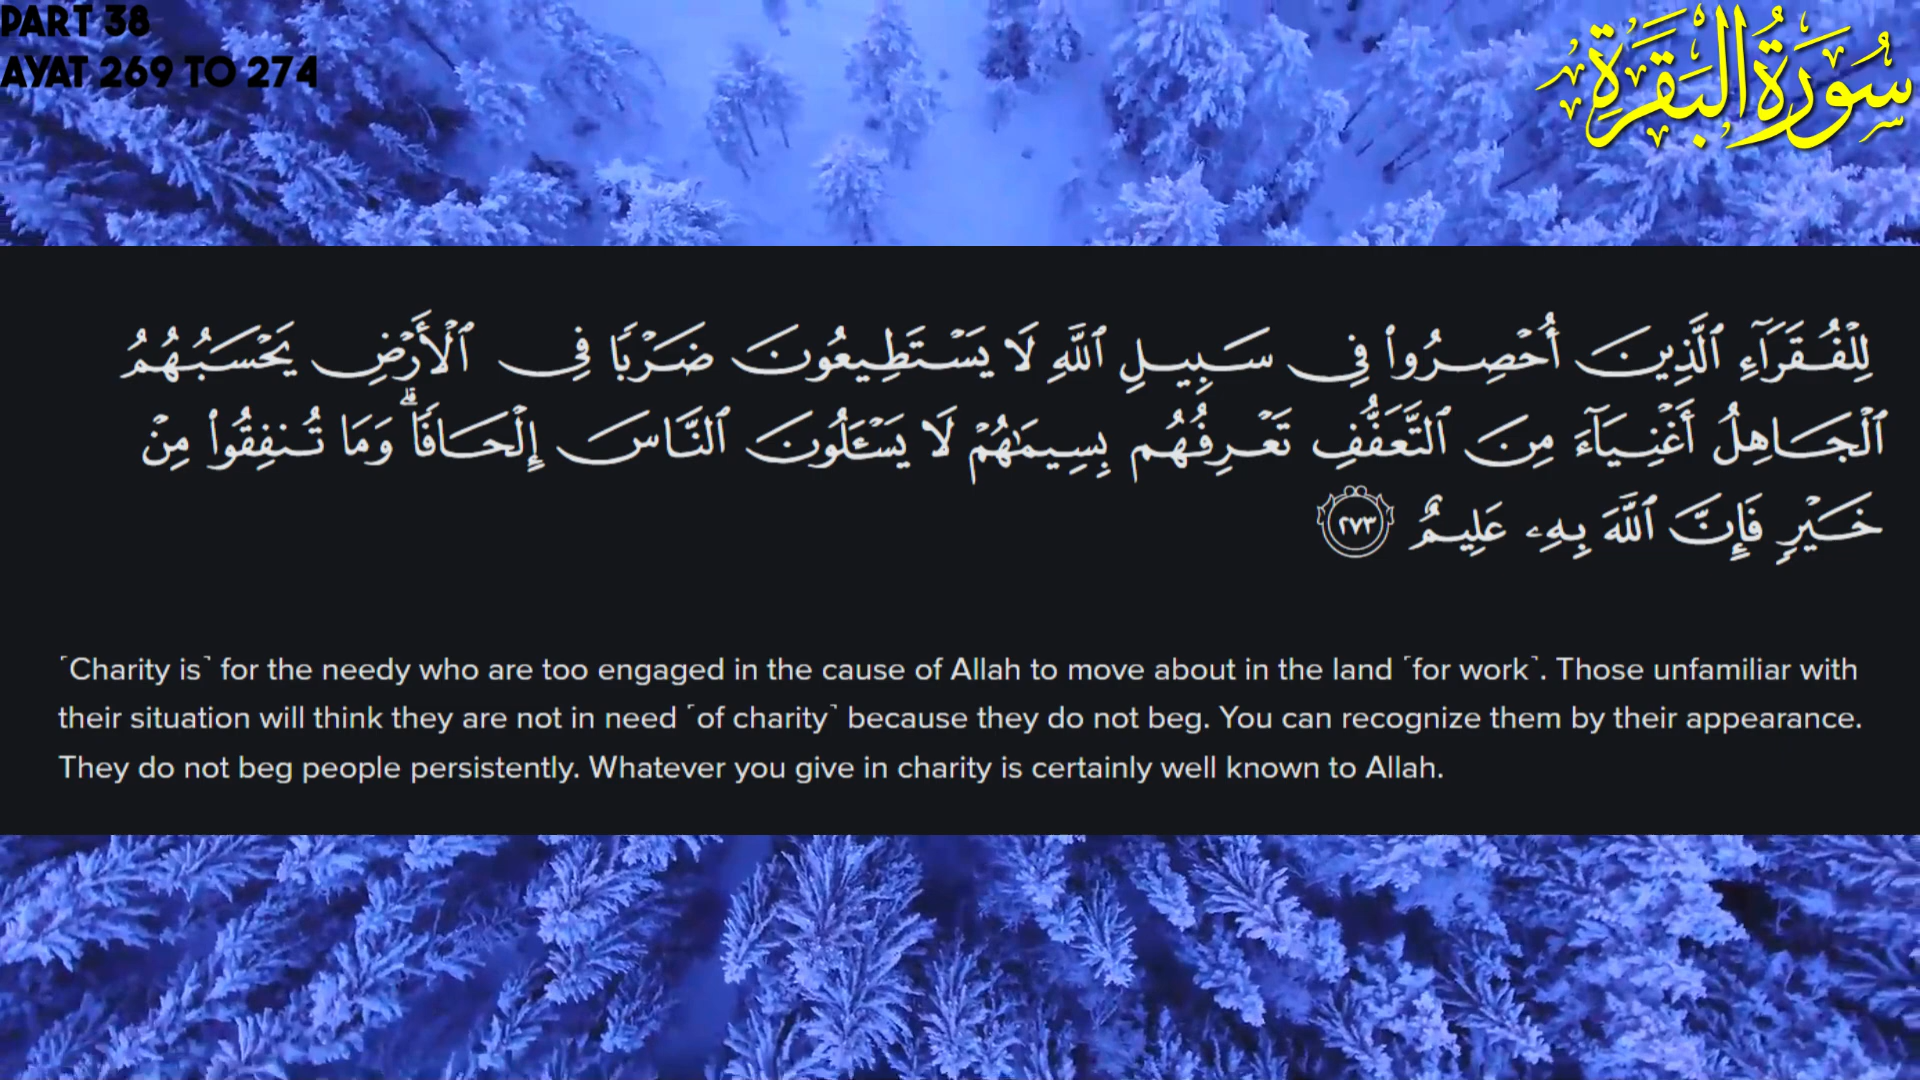 PART 38
AYAT 269 TO 274
سُورَةُ الْبَقَرَةِ
لِلْفُقَرَآءِ ٱلَّذِينَ أُحْصِرُوا۟ فِى سَبِيلِ ٱللَّهِ لَا يَسْتَطِيعُونَ ضَرْبًا فِى ٱلْأَرْضِ يَحْسَبُهُمُ
ٱلْجَاهِلُ أَغْنِيَآءَ مِنَ ٱلتَّعَفُّفِ تَعْرِفُهُم بِسِيمَـٰهُمْ لَا يَسْـَٔلُونَ ٱلنَّاسَ إِلْحَافًا ۗ وَمَا تُنفِقُوا۟ مِنْ
خَيْرٍ فَإِنَّ ٱللَّهَ بِهِۦ عَلِيمٌ ٢٧٣
˹Charity is˺ for the needy who are too engaged in the cause of Allah to move about in the land ˹for work˺. Those unfamiliar with
their situation will think they are not in need ˹of charity˺ because they do not beg. You can recognize them by their appearance.
They do not beg people persistently. Whatever you give in charity is certainly well known to Allah.